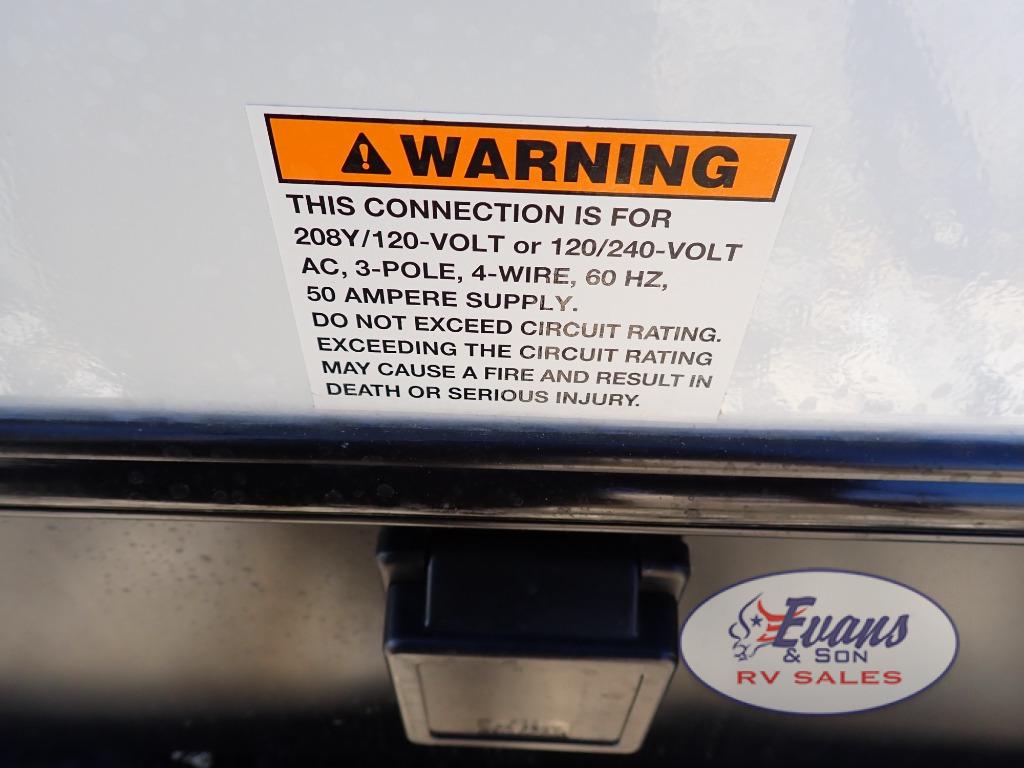 WARNING
THIS CONNECTION IS FOR
208Y/120-VOLT or 120/240-VOLT
AC, 3-POLE, 4-WIRE, 60 HZ,
50 AMPERE SUPPLY.
DO NOT EXCEED CIRCUIT RATING.
EXCEEDING THE CIRCUIT RATING
MAY CAUSE A FIRE AND RESULT IN
DEATH OR SERIOUS INJURY.
Evans
& SON
RV SALES